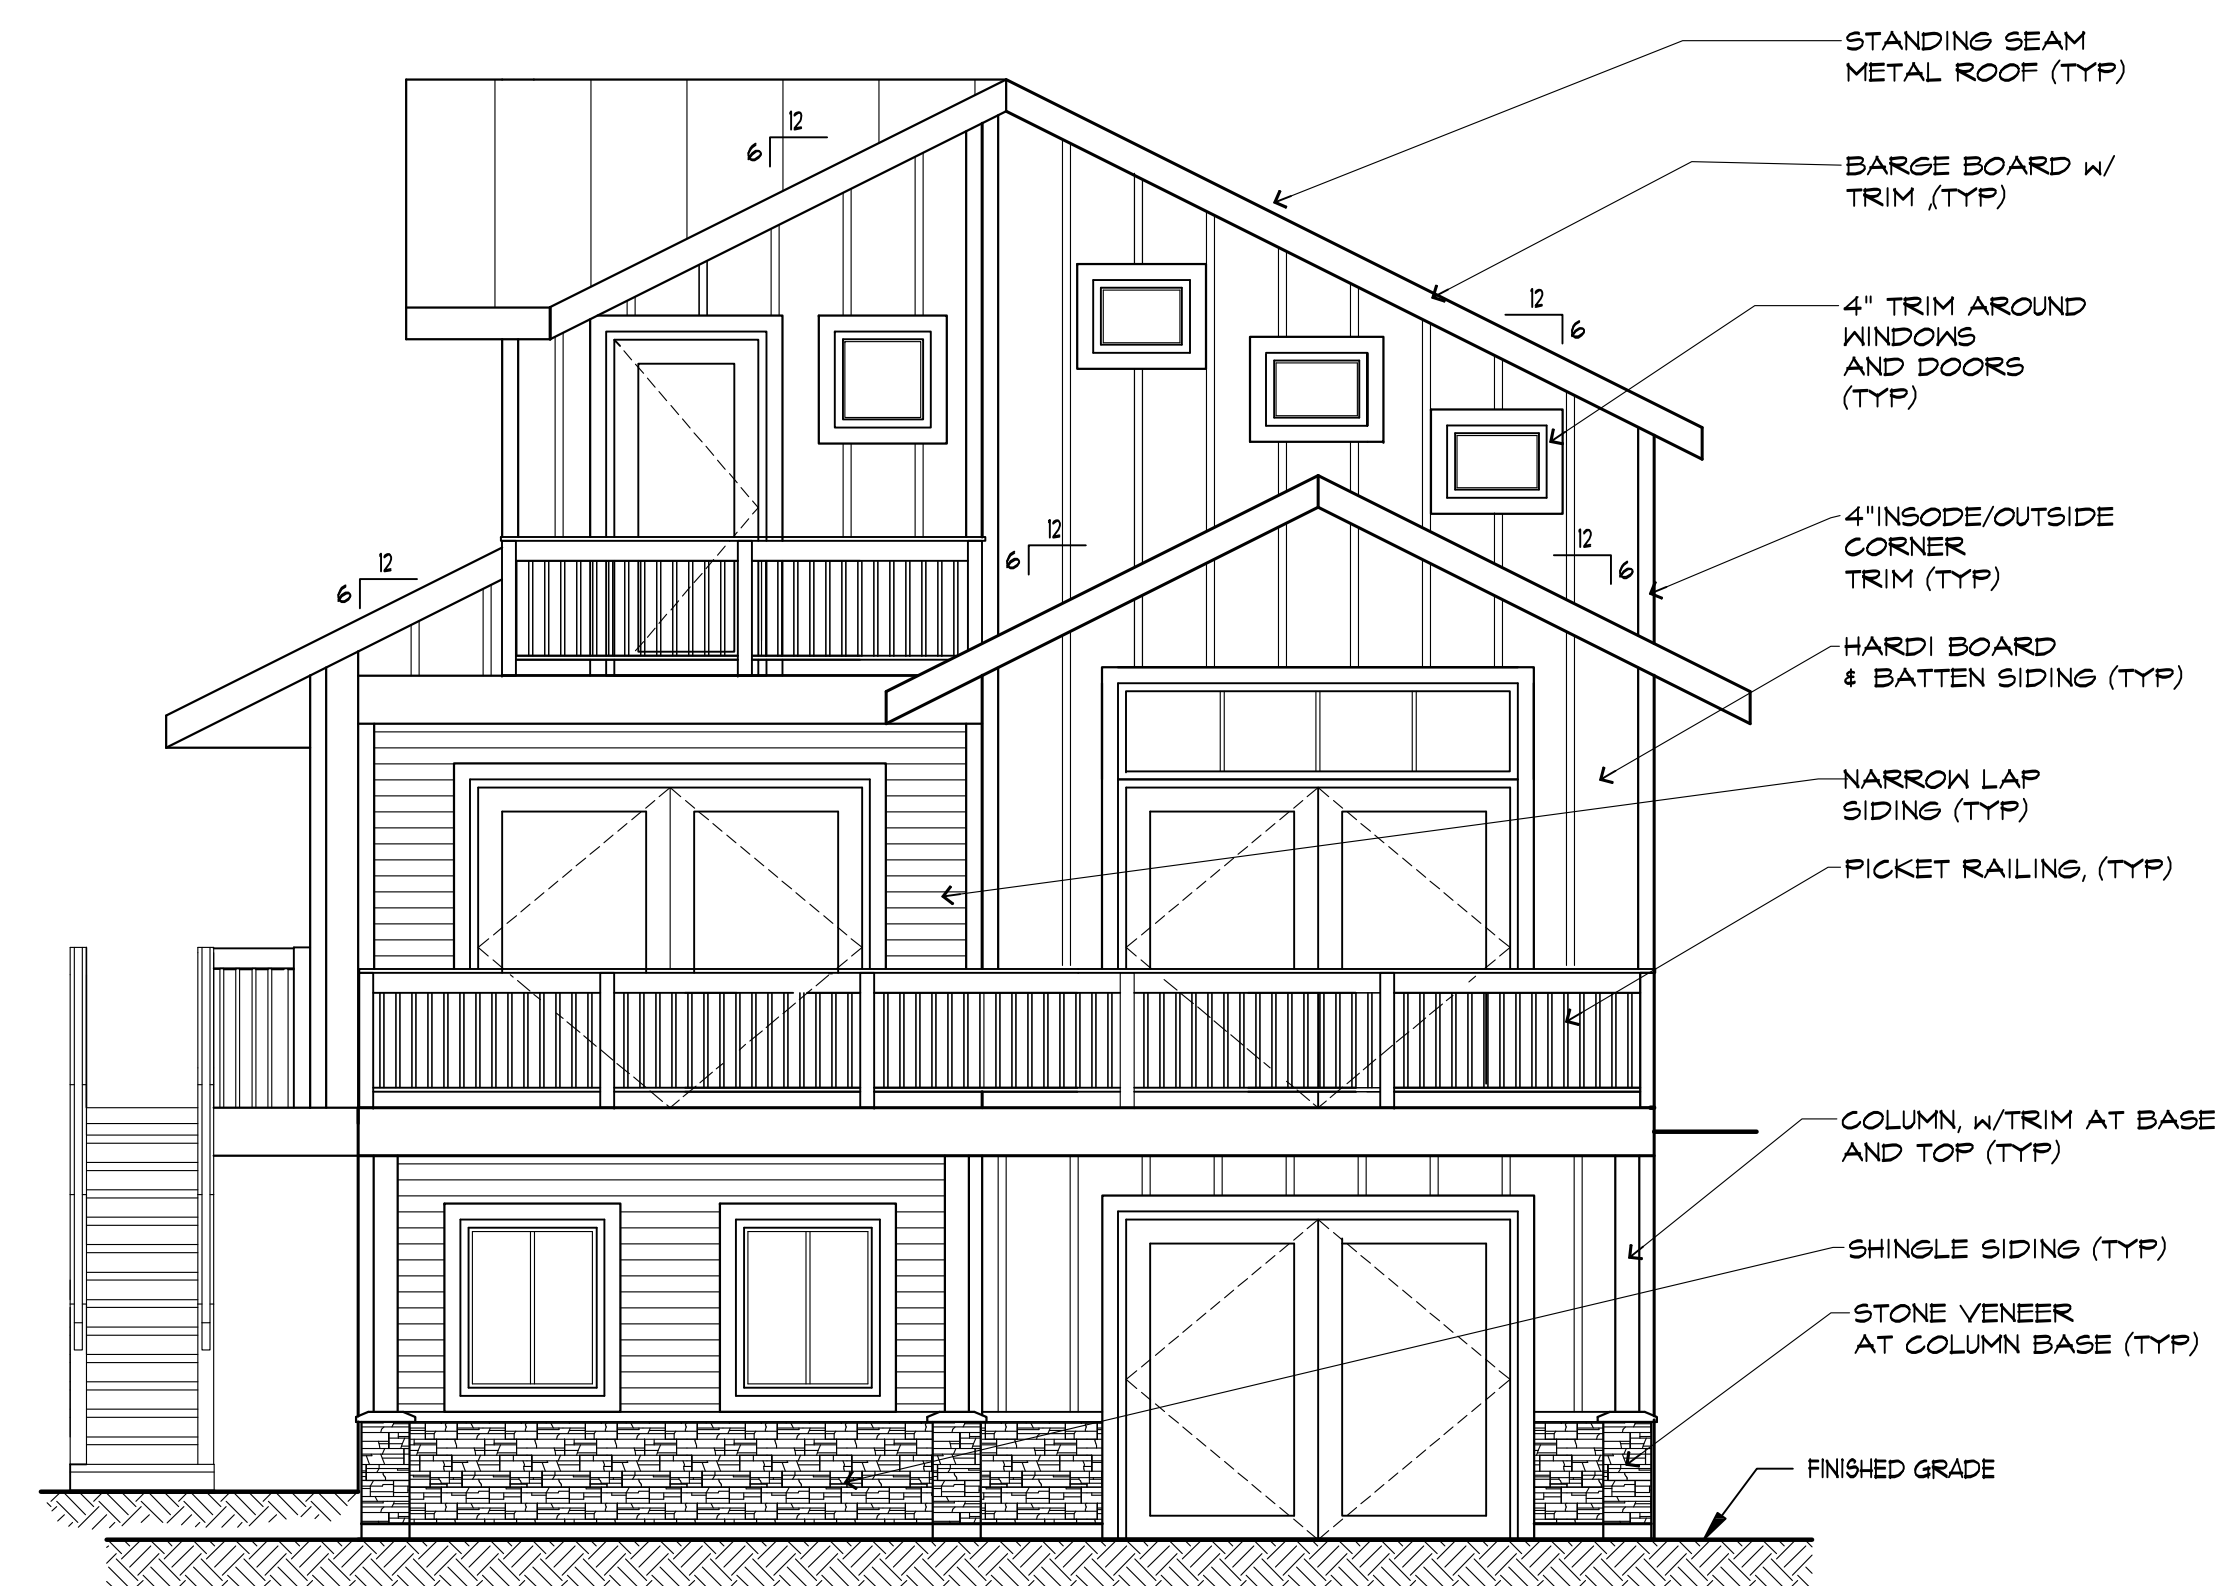 STANDING SEAM
METAL ROOF (TYP)
12
6
BARGE BOARD W/
TRIM ,(TYP)
12
6
4" TRIM AROUND
WINDOWS
AND DOORS
(TYP)
4"INSODE/OUTSIDE
CORNER
TRIM (TYP)
12
6
12
6
12
6
HARDI BOARD
& BATTEN SIDING (TYP)
NARROW LAP
SIDING (TYP)
PICKET RAILING, (TYP)
COLUMN, W/TRIM AT BASE
AND TOP (TYP)
SHINGLE SIDING (TYP)
STONE VENEER
AT COLUMN BASE (TYP)
FINISHED GRADE